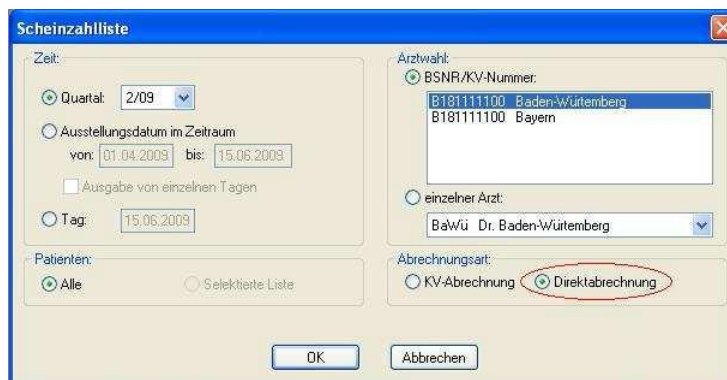 Scheinzahlliste
Zeit:
Quartal: 2/09
Ausstellungsdatum im Zeitraum
von: 01.04.2009 bis: 15.06.2009
Ausgabe von einzelnen Tagen
Tag: 15.06.2009
Patienten:
Alle Selektierte Liste
Arztwahl:
BSNR/KV-Nummer:
B181111100 Baden-Würtemberg
B181111100 Bayern
einzelner Arzt:
BaWü Dr. Baden-Würtemberg
Abrechnungsart:
KV-Abrechnung Direktabrechnung
OK Abbrechen